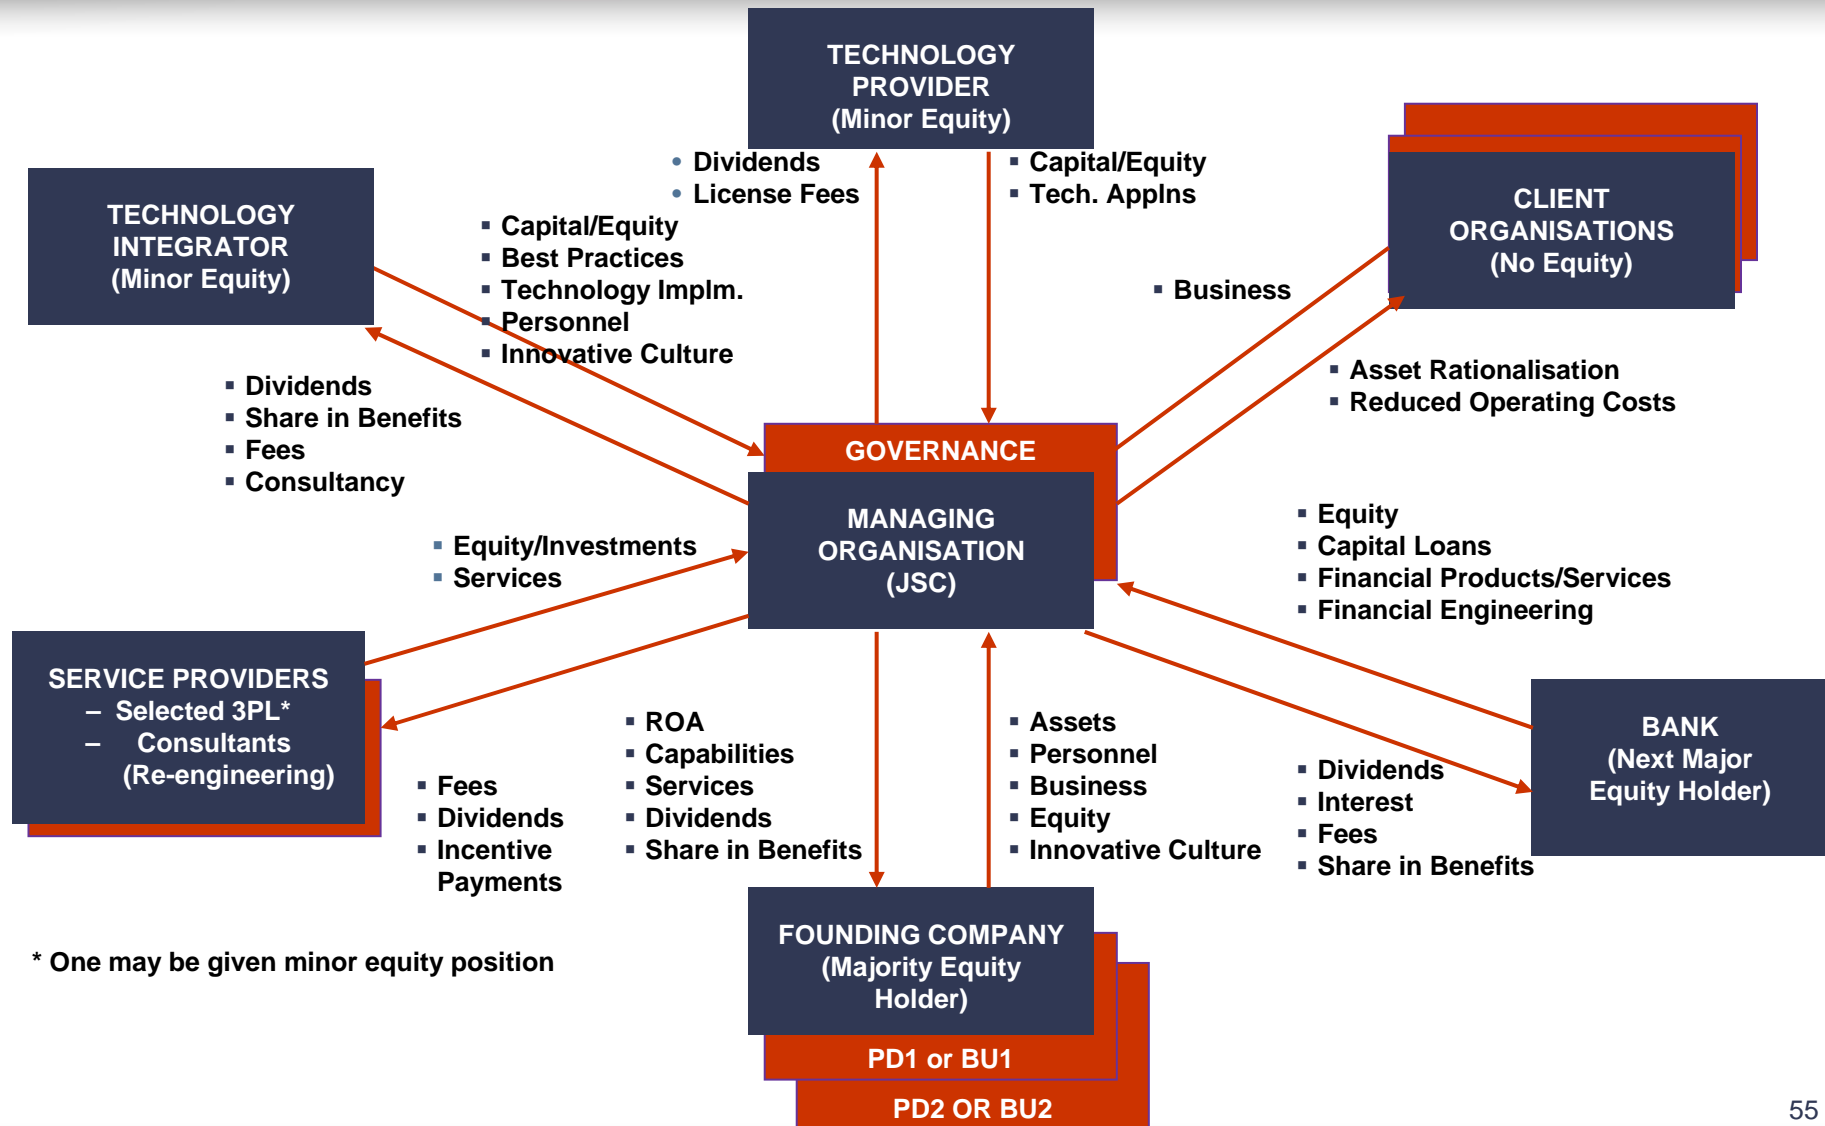 TECHNOLOGY
PROVIDER
(Minor Equity)
TECHNOLOGY
INTEGRATOR
(Minor Equity)
CLIENT
ORGANISATIONS
(No Equity)
• Dividends
• License Fees
▪ Capital/Equity
▪ Tech. Applns
▪ Capital/Equity
▪ Best Practices
▪ Technology Implm.
▪ Personnel
▪ Innovative Culture
▪ Business
▪ Dividends
▪ Share in Benefits
▪ Fees
▪ Consultancy
▪ Asset Rationalisation
▪ Reduced Operating Costs
GOVERNANCE
MANAGING
ORGANISATION
(JSC)
▪ Equity/Investments
▪ Services
▪ Equity
▪ Capital Loans
▪ Financial Products/Services
▪ Financial Engineering
SERVICE PROVIDERS
– Selected 3PL*
– Consultants
(Re-engineering)
▪ Fees
▪ Dividends
▪ Incentive
Payments
▪ ROA
▪ Capabilities
▪ Services
▪ Dividends
▪ Share in Benefits
▪ Assets
▪ Personnel
▪ Business
▪ Equity
▪ Innovative Culture
▪ Dividends
▪ Interest
▪ Fees
▪ Share in Benefits
BANK
(Next Major
Equity Holder)
FOUNDING COMPANY
(Majority Equity
Holder)
PD1 or BU1
PD2 OR BU2
* One may be given minor equity position
55